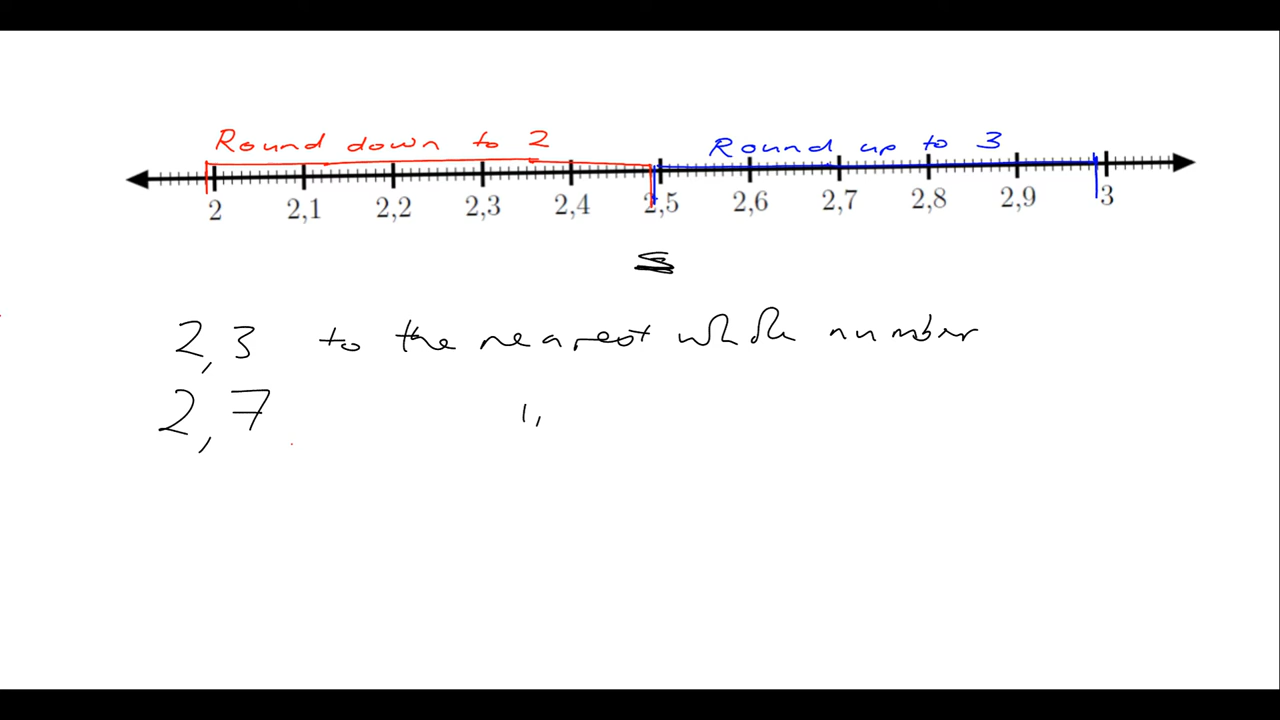 Round down to 2 Round up to 3
2 2,1 2,2 2,3 2,4 2,5 2,6 2,7 2,8 2,9 3
2,3 to the nearest whole number
2,7 "